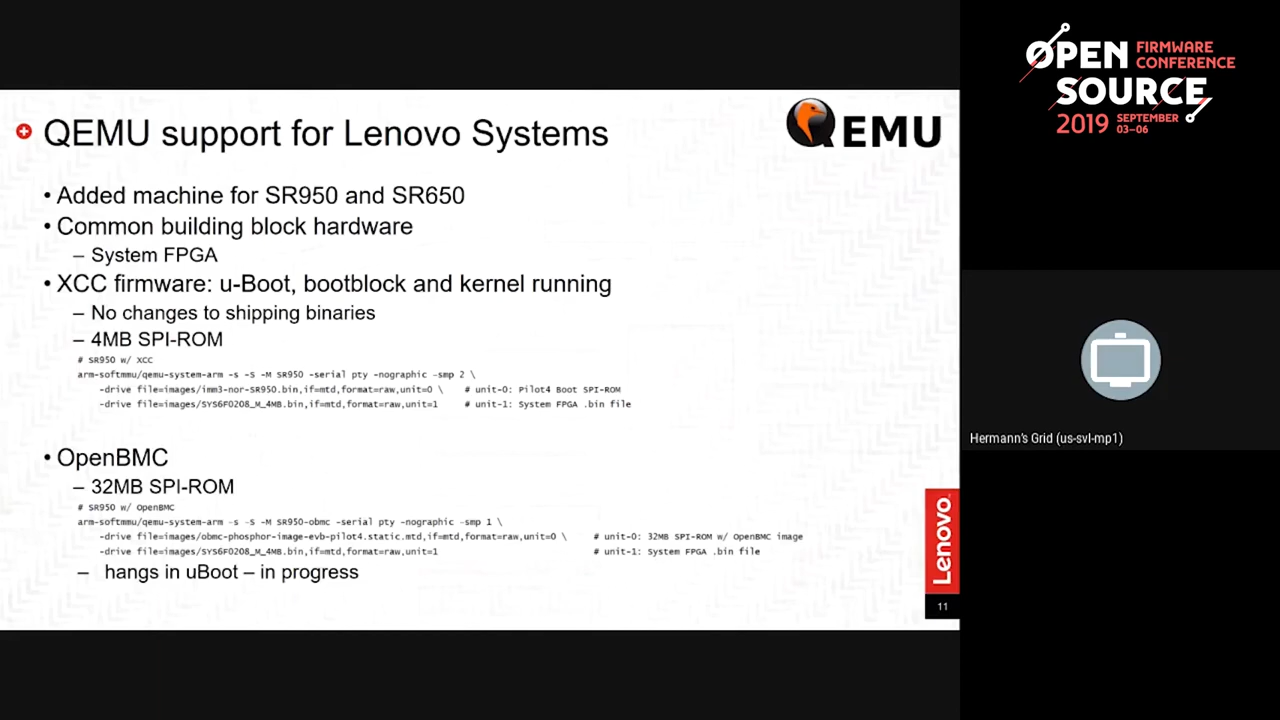 QEMU support for Lenovo Systems
QEMU
• Added machine for SR950 and SR650
• Common building block hardware
– System FPGA
• XCC firmware: u-Boot, bootblock and kernel running
– No changes to shipping binaries
– 4MB SPI-ROM
# SR950 w/ XCC
arm-softmmu/qemu-system-arm -s -S -M SR950 -serial pty -nographic -smp 2 \
-drive file=images/imm3-nor-SR950.bin,if=mtd,format=raw,unit=0 \ # unit-0: Pilot4 Boot SPI-ROM
-drive file=images/SYS6F0208_M_4MB.bin,if=mtd,format=raw,unit=1 # unit-1: System FPGA .bin file
• OpenBMC
– 32MB SPI-ROM
# SR950 w/ OpenBMC
arm-softmmu/qemu-system-arm -s -S -M SR950-obmc -serial pty -nographic -smp 1 \
-drive file=images/obmc-phosphor-image-evb-pilot4.static.mtd,if=mtd,format=raw,unit=0 \ # unit-0: 32MB SPI-ROM w/ OpenBMC image
-drive file=images/SYS6F0208_M_4MB.bin,if=mtd,format=raw,unit=1 # unit-1: System FPGA .bin file
– hangs in uBoot – in progress
Lenovo
11
OPEN FIRMWARE
CONFERENCE
SOURCE
2019 SEPTEMBER
03–06
Hermann's Grid (us-svl-mp1)